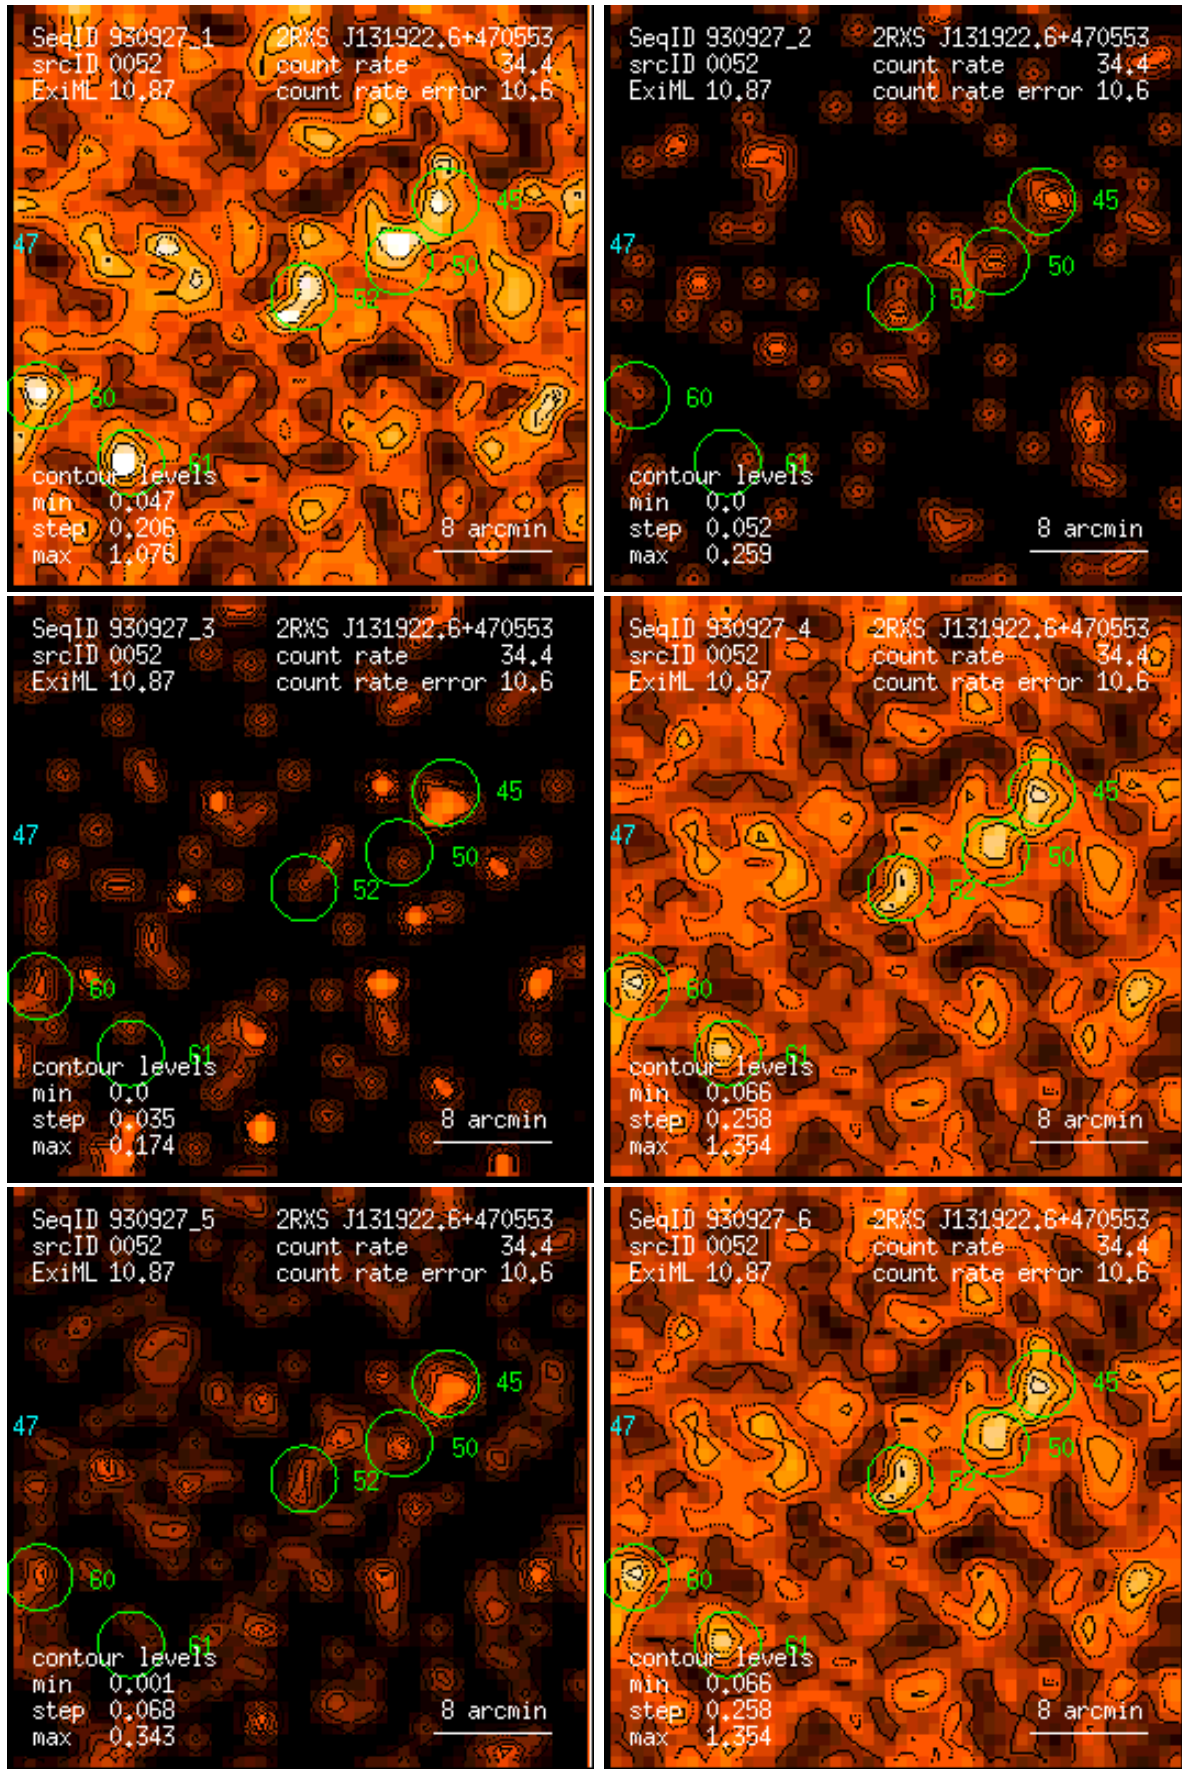 SeqID 930927_1 2RXS J131922.6+470553
srcID 0052 count rate 34.4
ExiML 10.87 count rate error 10.6
45
47
50
52
60
61
contour levels
min 0.047
step 0.206 8 arcmin
max 1.076
SeqID 930927_2 2RXS J131922.6+470553
srcID 0052 count rate 34.4
ExiML 10.87 count rate error 10.6
45
47
50
52
60
61
contour levels
min 0.0
step 0.052 8 arcmin
max 0.259
SeqID 930927_3 2RXS J131922.6+470553
srcID 0052 count rate 34.4
ExiML 10.87 count rate error 10.6
45
47
50
52
60
61
contour levels
min 0.0
step 0.035 8 arcmin
max 0.174
SeqID 930927_4 2RXS J131922.6+470553
srcID 0052 count rate 34.4
ExiML 10.87 count rate error 10.6
45
47
50
52
60
61
contour levels
min 0.066
step 0.258 8 arcmin
max 1.354
SeqID 930927_5 2RXS J131922.6+470553
srcID 0052 count rate 34.4
ExiML 10.87 count rate error 10.6
45
47
50
52
60
61
contour levels
min 0.001
step 0.068 8 arcmin
max 0.343
SeqID 930927_6 2RXS J131922.6+470553
srcID 0052 count rate 34.4
ExiML 10.87 count rate error 10.6
45
47
50
52
60
61
contour levels
min 0.066
step 0.258 8 arcmin
max 1.354